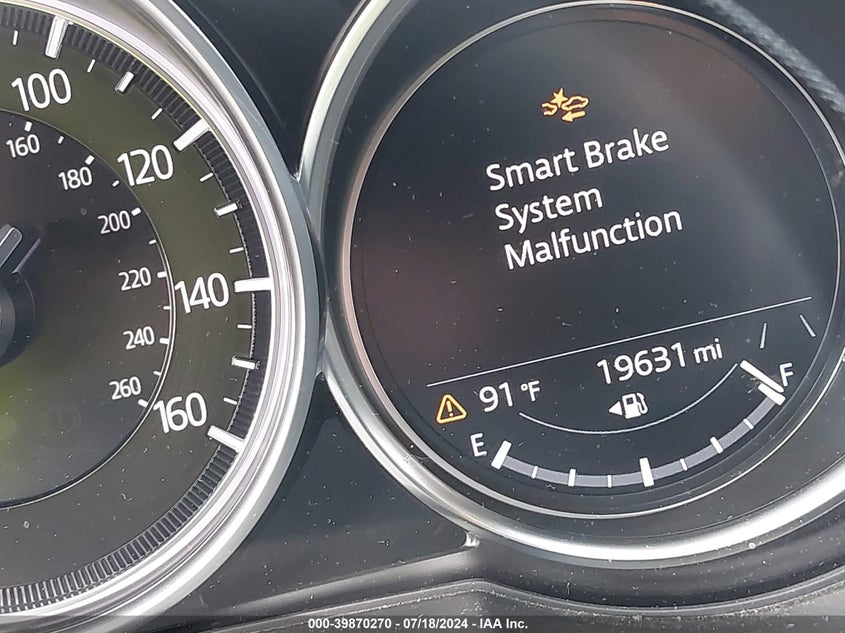 100
120
140
160
160
180
200
220
240
260
Smart Brake
System
Malfunction
91 °F
19631 mi
E
F
000-39870270 - 07/18/2024 - IAA Inc.